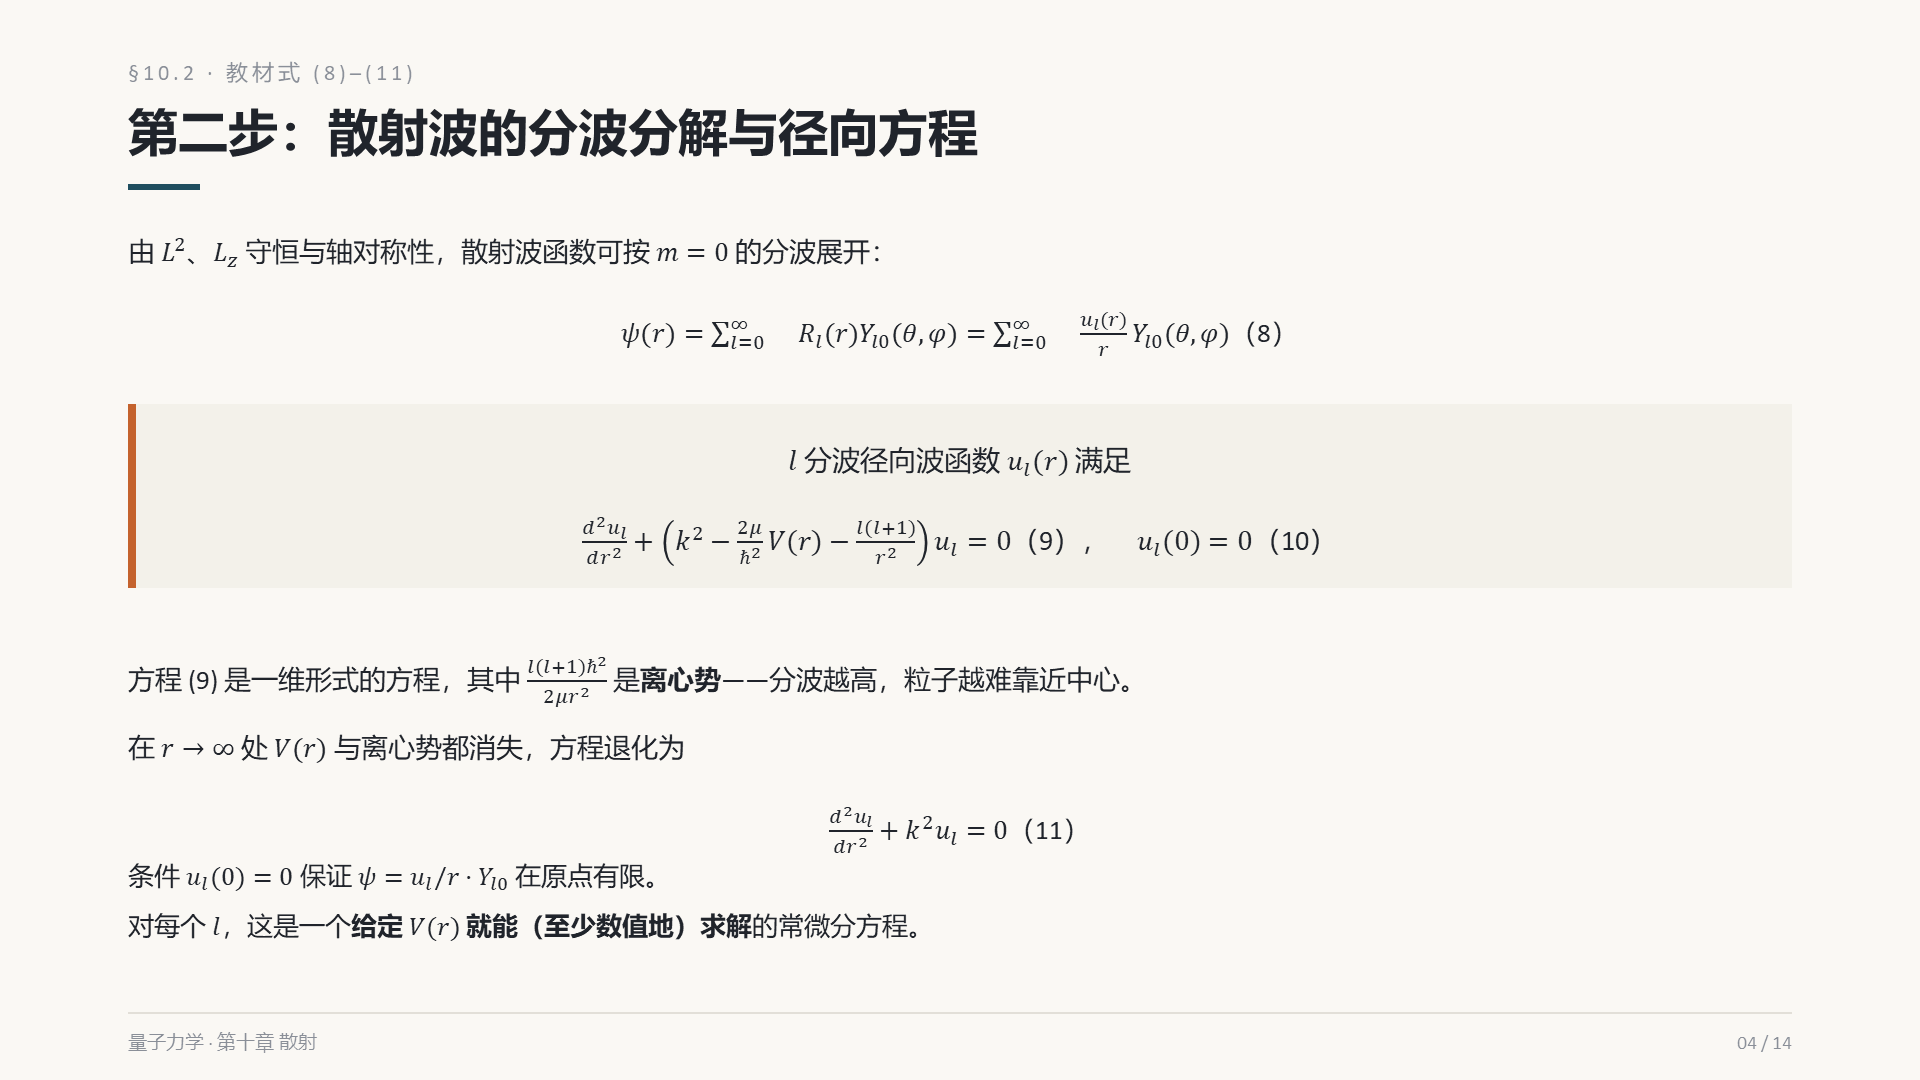 §10.2 · 教材式 (8)–(11)
第二步：散射波的分波分解与径向方程
由 L²、L_z 守恒与轴对称性，散射波函数可按 m = 0 的分波展开：
ψ(r) = ∑_{l=0}^{∞} R_l(r)Y_{l0}(θ,φ) = ∑_{l=0}^{∞} \frac{u_l(r)}{r} Y_{l0}(θ,φ)（8）
l 分波径向波函数 u_l(r) 满足
\frac{d²u_l}{dr²} + (k² − \frac{2μ}{ħ²} V(r) − \frac{l(l+1)}{r²}) u_l = 0（9）, u_l(0) = 0（10）
方程 (9) 是一维形式的方程，其中 \frac{l(l+1)ħ²}{2μr²} 是离心势——分波越高，粒子越难靠近中心。
在 r → ∞ 处 V(r) 与离心势都消失，方程退化为
\frac{d²u_l}{dr²} + k²u_l = 0（11）
条件 u_l(0) = 0 保证 ψ = u_l/r · Y_{l0} 在原点有限。
对每个 l，这是一个给定 V(r) 就能（至少数值地）求解的常微分方程。
量子力学 · 第十章 散射
04 / 14